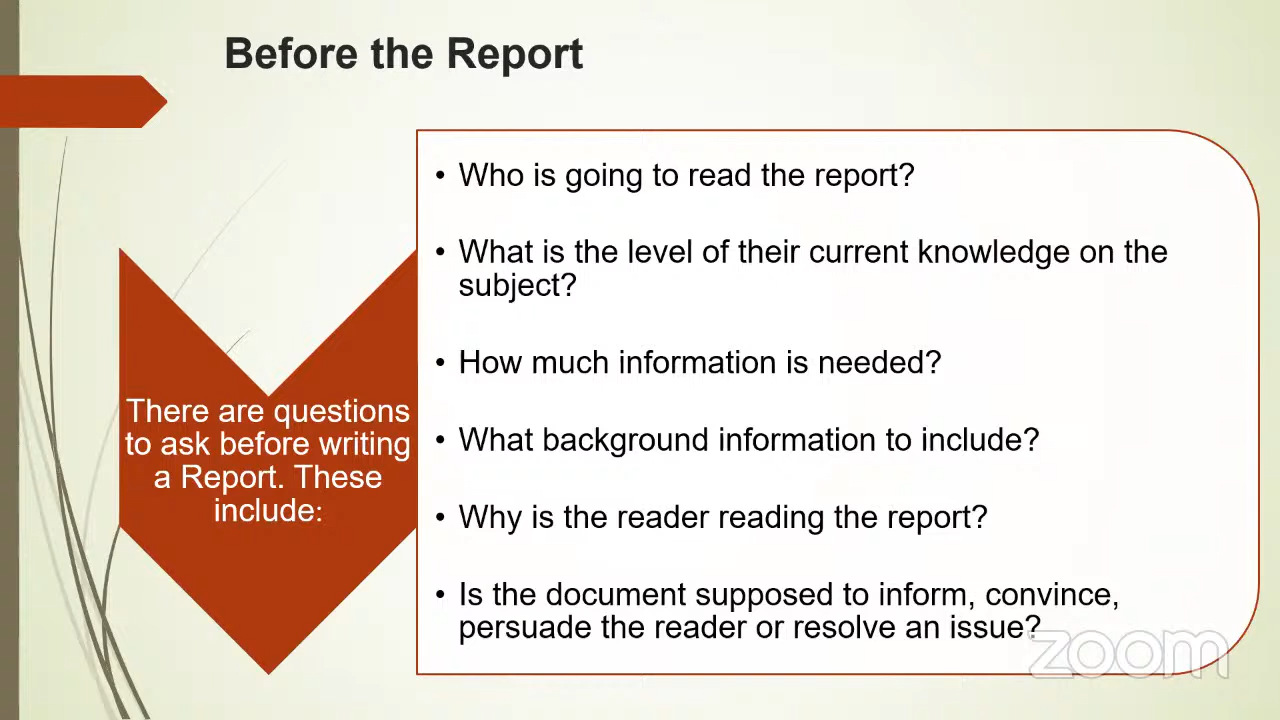 Before the Report
There are questions
to ask before writing
a Report. These
include:
• Who is going to read the report?
• What is the level of their current knowledge on the
subject?
• How much information is needed?
• What background information to include?
• Why is the reader reading the report?
• Is the document supposed to inform, convince,
persuade the reader or resolve an issue?
zoom